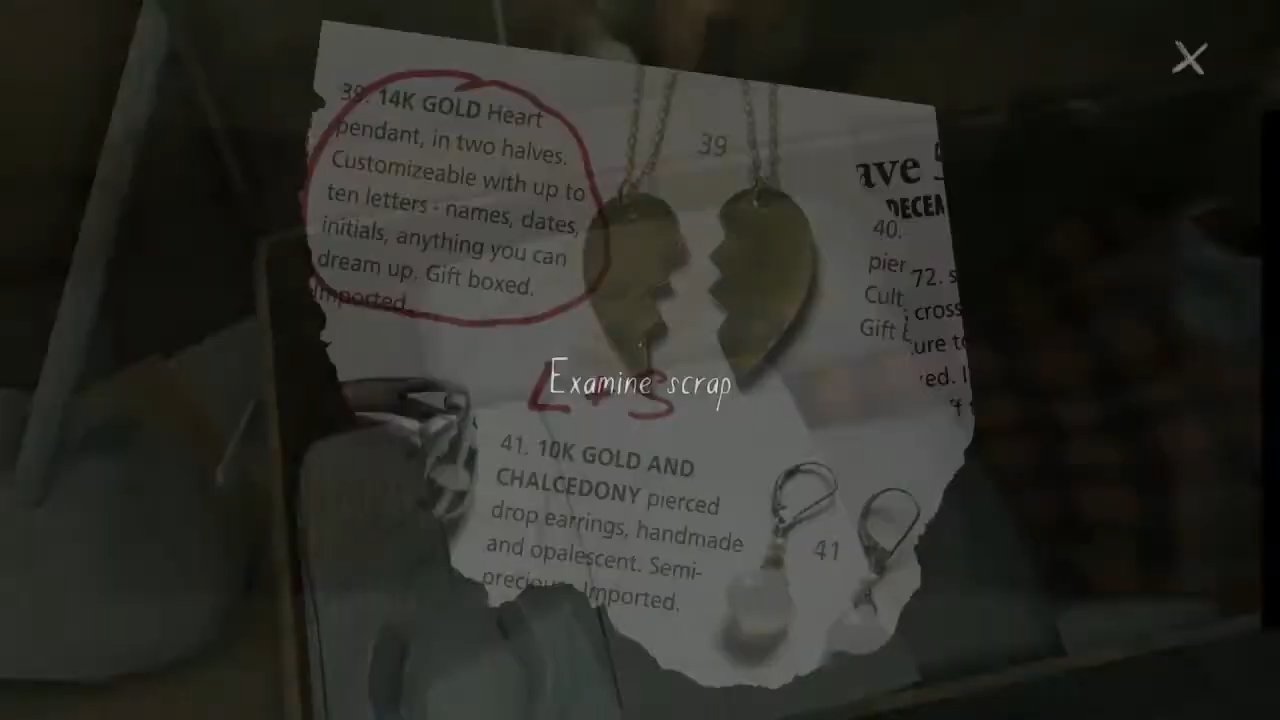 39. 14K GOLD Heart
pendant, in two halves.
Customizeable with up to
ten letters - names, dates,
initials, anything you can
dream up. Gift boxed.
Imported.
39
ave
DECEM
40.
pier
Cult
Gift
72. s
cross
ure to
ed. I
Examine scrap
L + S
41. 10K GOLD AND
CHALCEDONY pierced
drop earrings, handmade
and opalescent. Semi-
precious. Imported.
41